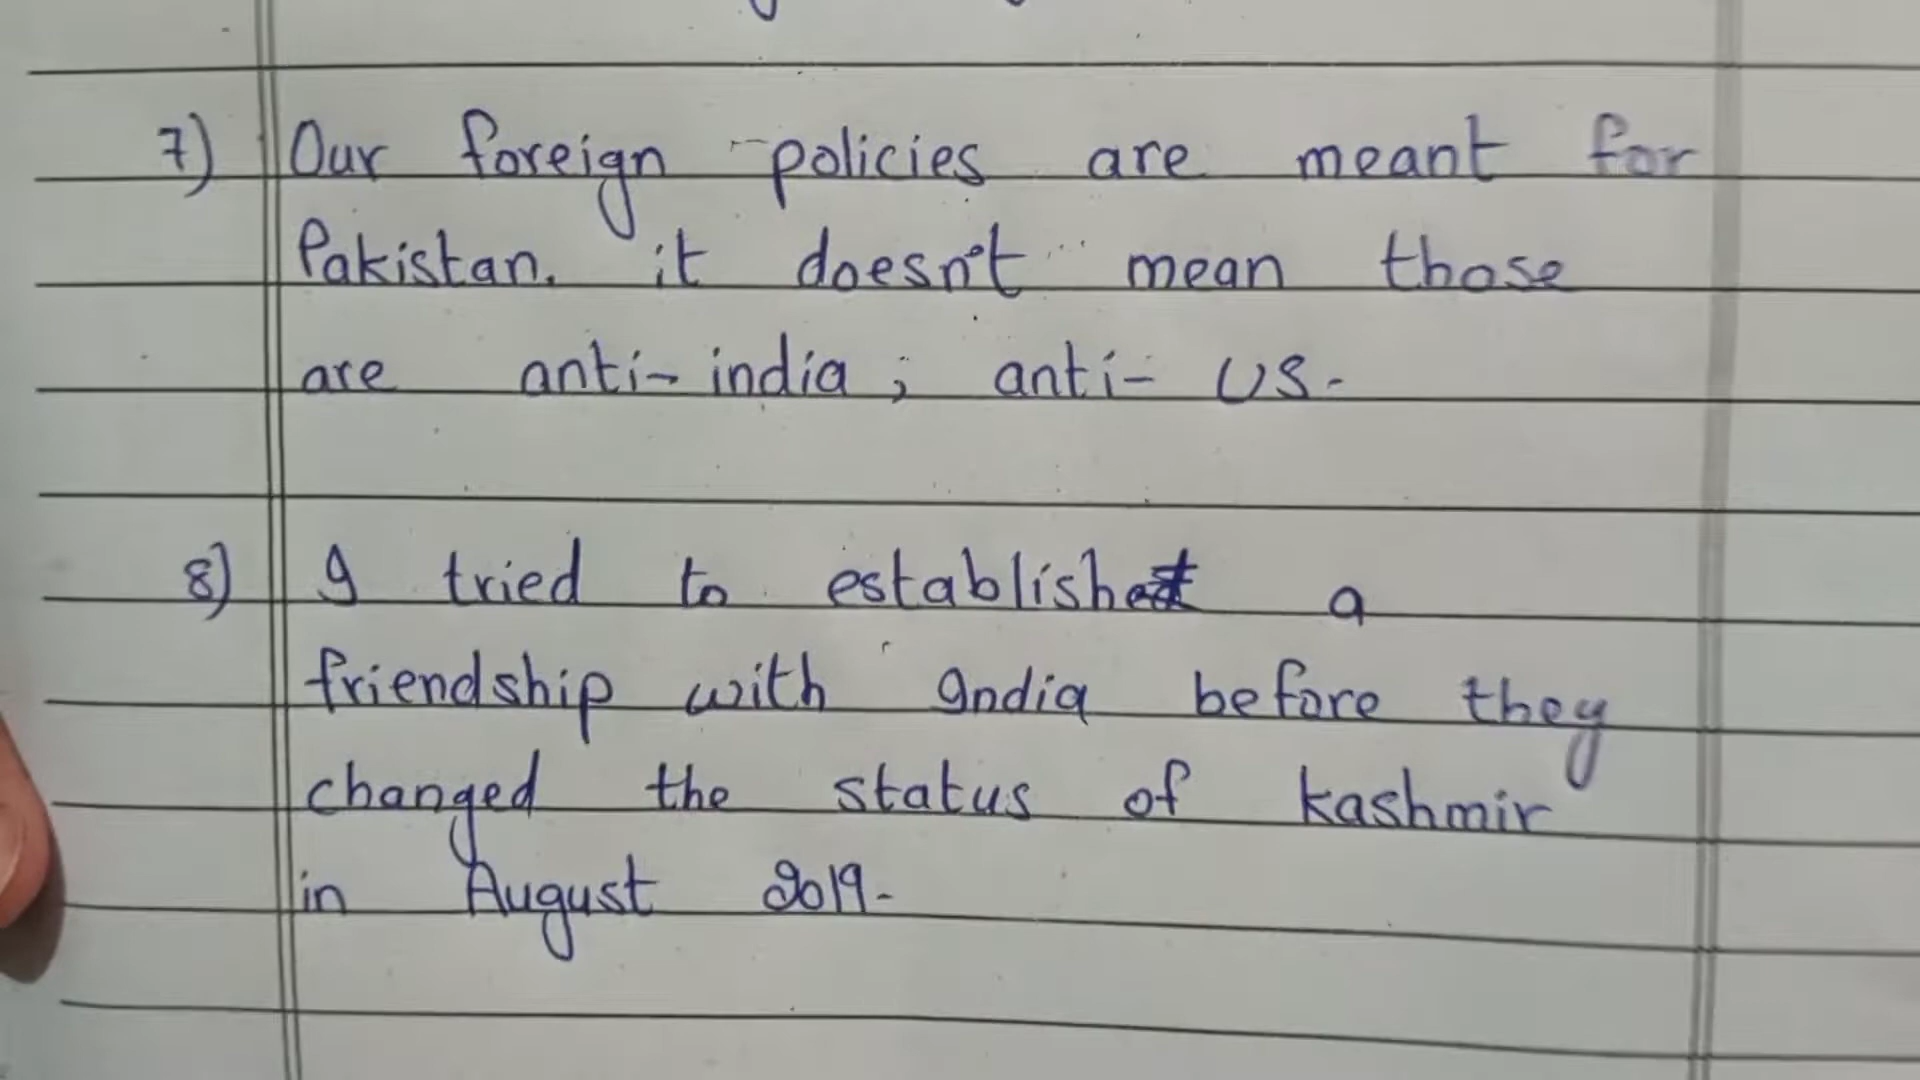 7) Our foreign policies are meant for
Pakistan. it doesn't mean those
are anti-india; anti-US-
8) I tried to established a
friendship with India before they
changed the status of kashmir
in August 2019-